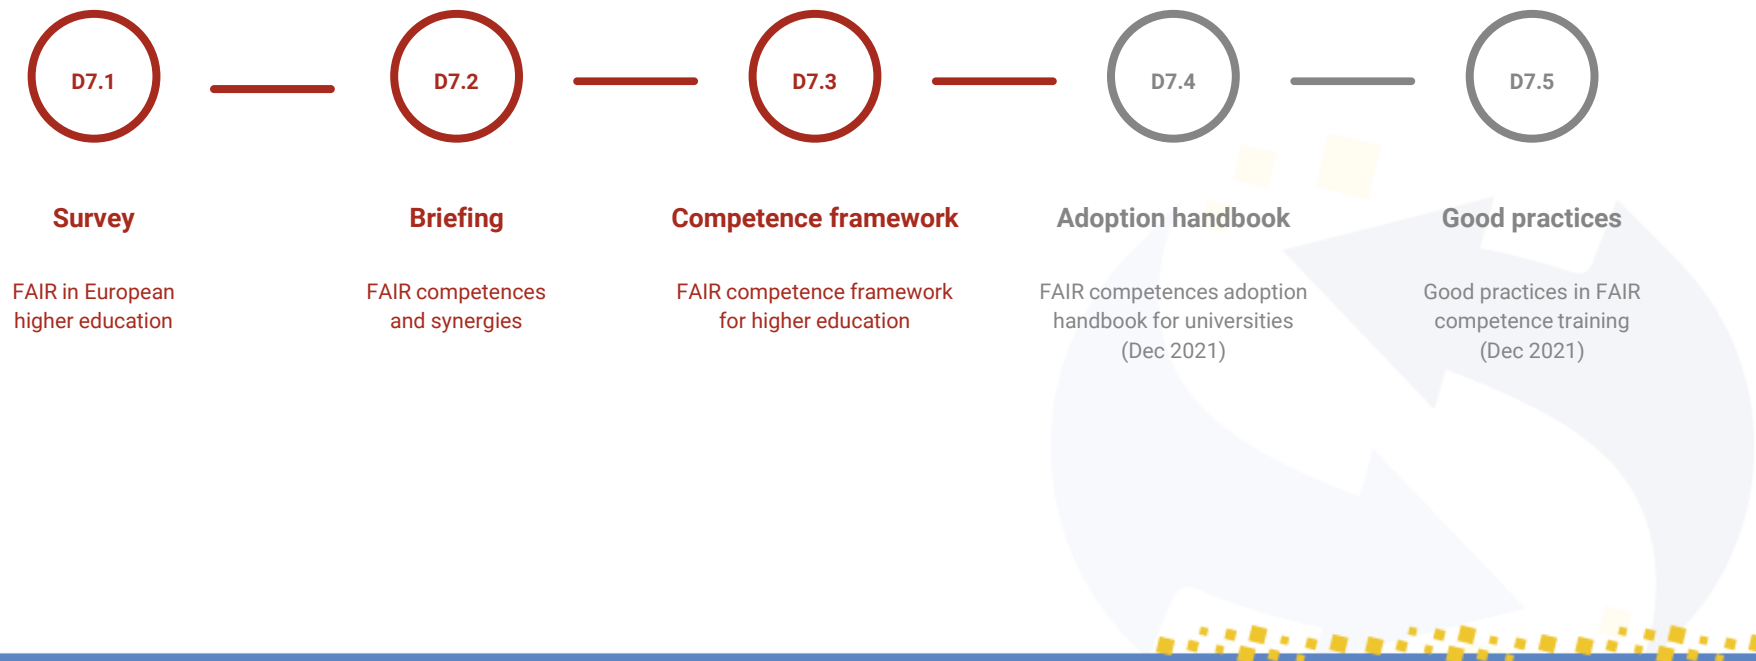 D7.1
D7.2
D7.3
D7.4
D7.5
Survey
Briefing
Competence framework
Adoption handbook
Good practices
FAIR in European
higher education
FAIR competences
and synergies
FAIR competence framework
for higher education
FAIR competences adoption
handbook for universities
(Dec 2021)
Good practices in FAIR
competence training
(Dec 2021)